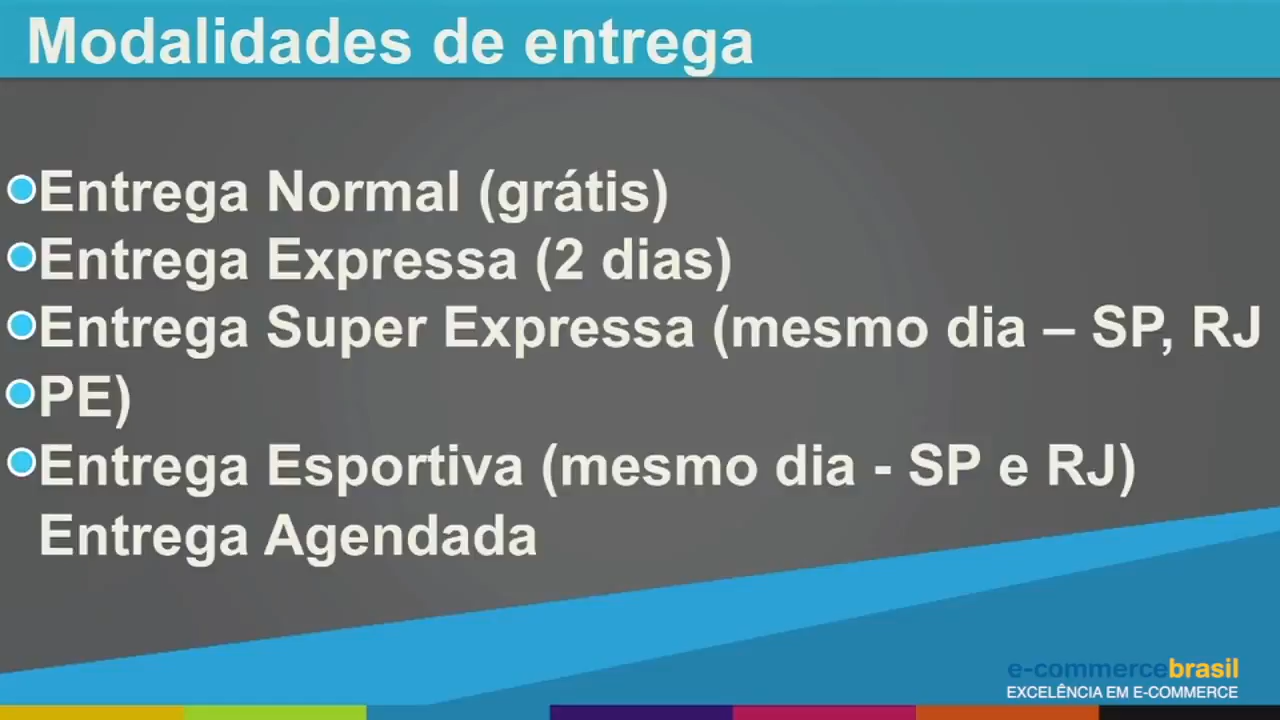 Modalidades de entrega
Entrega Normal (grátis)
Entrega Expressa (2 dias)
Entrega Super Expressa (mesmo dia – SP, RJ
PE)
Entrega Esportiva (mesmo dia - SP e RJ)
Entrega Agendada
e-commercebrasil
EXCELÊNCIA EM E-COMMERCE